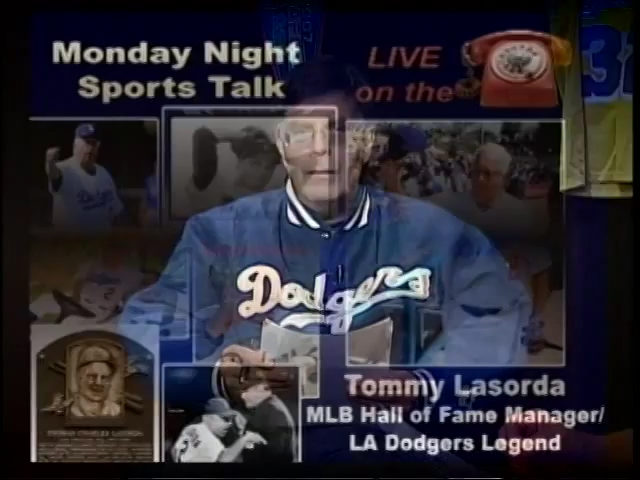 Monday Night
Sports Talk
LIVE
on the
Dodgers
Tommy Lasorda
MLB Hall of Fame Manager/
LA Dodgers Legend